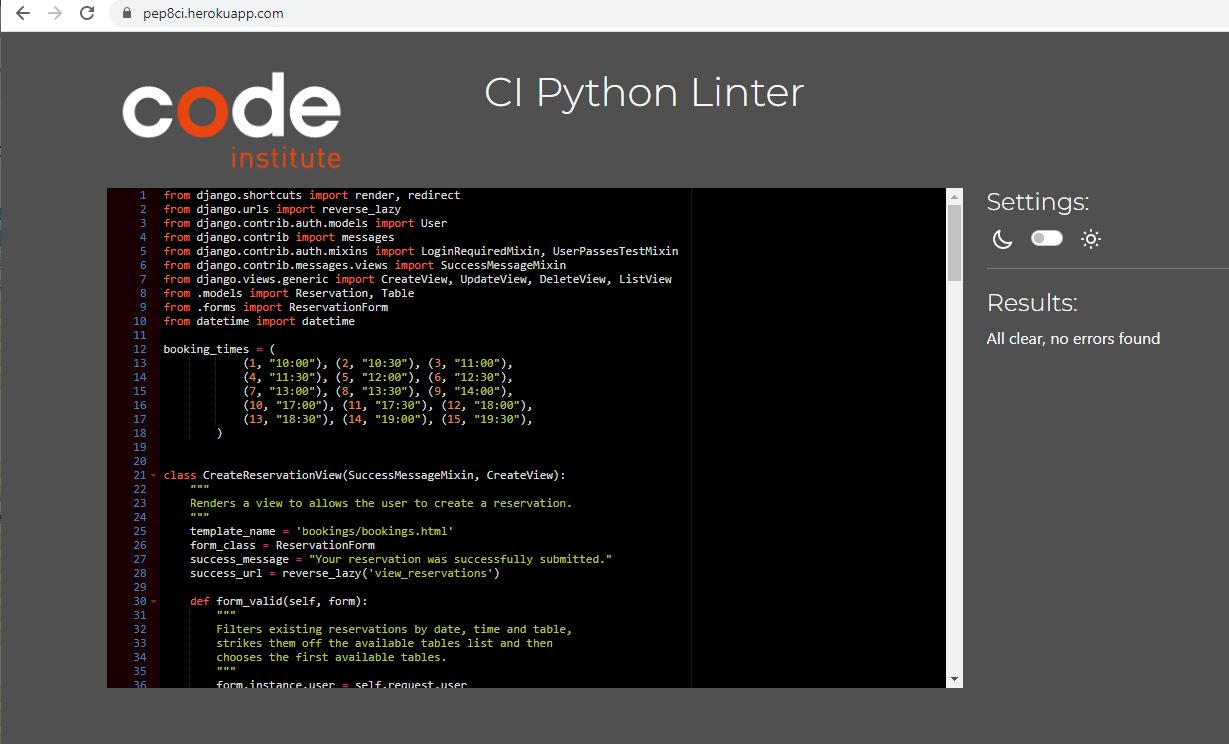 pep8ci.herokuapp.com
code
institute
CI Python Linter
1 from django.shortcuts import render, redirect
2 from django.urls import reverse_lazy
3 from django.contrib.auth.models import User
4 from django.contrib import messages
5 from django.contrib.auth.mixins import LoginRequiredMixin, UserPassesTestMixin
6 from django.contrib.messages.views import SuccessMessageMixin
7 from django.views.generic import CreateView, UpdateView, DeleteView, ListView
8 from .models import Reservation, Table
9 from .forms import ReservationForm
10 from datetime import datetime
11
12 booking_times = (
13 (1, "10:00"), (2, "10:30"), (3, "11:00"),
14 (4, "11:30"), (5, "12:00"), (6, "12:30"),
15 (7, "13:00"), (8, "13:30"), (9, "14:00"),
16 (10, "17:00"), (11, "17:30"), (12, "18:00"),
17 (13, "18:30"), (14, "19:00"), (15, "19:30"),
18 )
19
20
21 class CreateReservationView(SuccessMessageMixin, CreateView):
22 """
23 Renders a view to allows the user to create a reservation.
24 """
25 template_name = 'bookings/bookings.html'
26 form_class = ReservationForm
27 success_message = "Your reservation was successfully submitted."
28 success_url = reverse_lazy('view_reservations')
29
30 def form_valid(self, form):
31 """
32 Filters existing reservations by date, time and table,
33 strikes them off the available tables list and then
34 chooses the first available tables.
35 """
36 form.instance.user = self.request.user
Settings:
Results:
All clear, no errors found